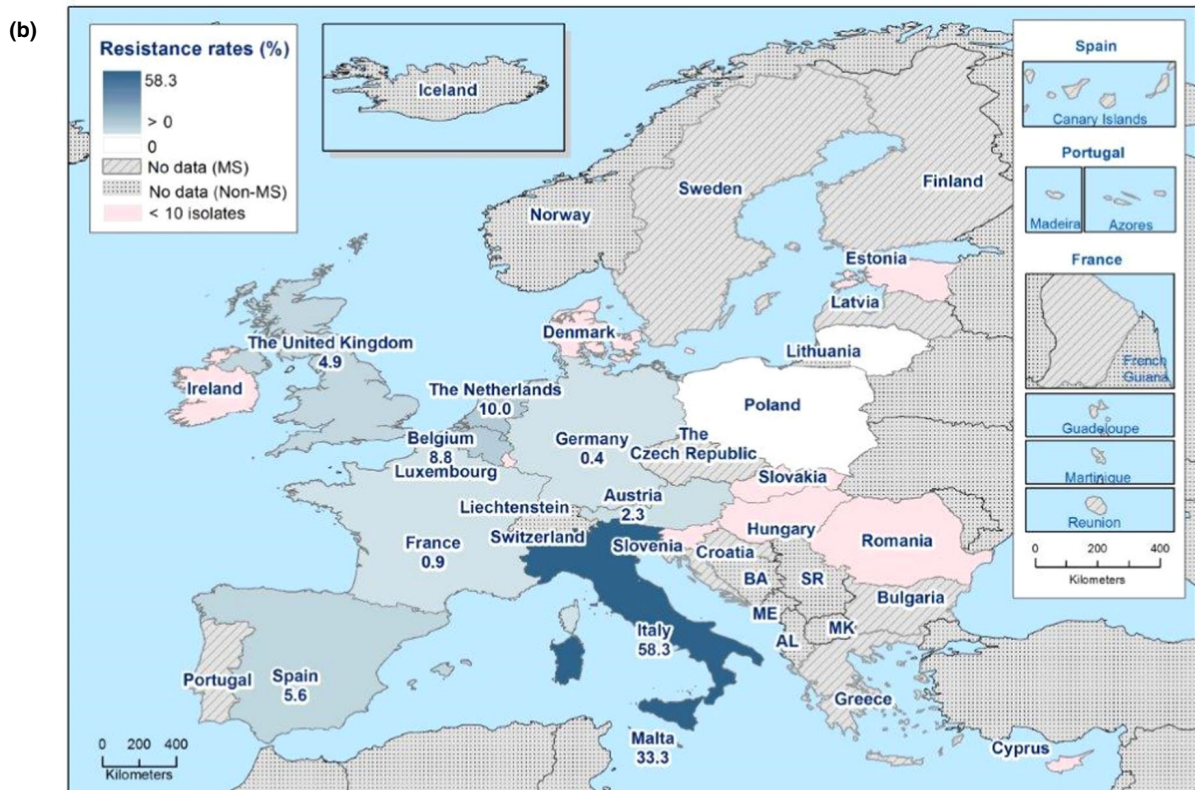 (b)
Resistance rates (%)
58.3
> 0
0
No data (MS)
No data (Non-MS)
< 10 isolates
Iceland
Norway
Sweden
Finland
Estonia
Latvia
Lithuania
Denmark
The United Kingdom
4.9
Ireland
The Netherlands
10.0
Belgium
8.8
Luxembourg
Germany
0.4
Poland
The
Czech Republic
Slovakia
Austria
2.3
Liechtenstein
Switzerland
Hungary
Slovenia
Croatia
Romania
France
0.9
BA
SR
Bulgaria
ME
MK
AL
Italy
58.3
Portugal
Spain
5.6
Greece
Malta
33.3
Cyprus
0 200 400
Kilometers
Spain
Canary Islands
Portugal
Madeira
Azores
France
French
Guiana
Guadeloupe
Martinique
Reunion
0 200 400
Kilometers